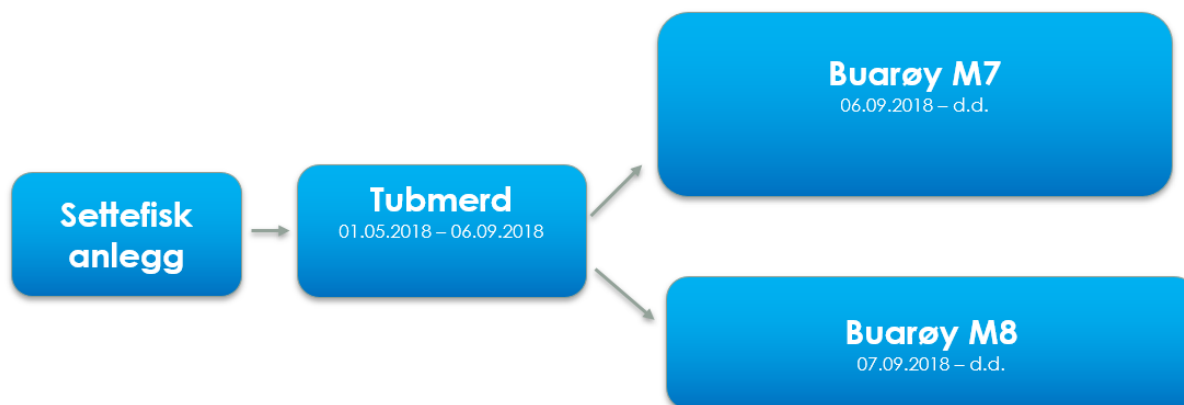 Settefisk
anlegg
Tubmerd
01.05.2018 – 06.09.2018
Buarøy M7
06.09.2018 – d.d.
Buarøy M8
07.09.2018 – d.d.